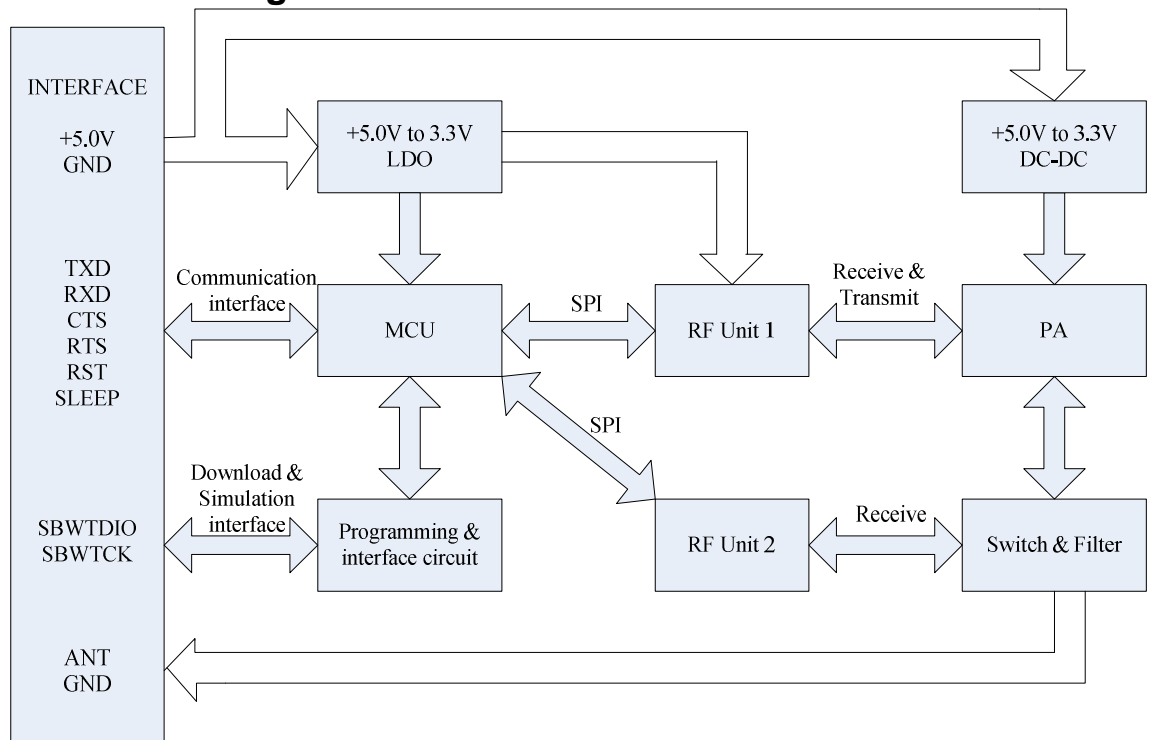 g
INTERFACE
+5.0V
GND
+5.0V to 3.3V
LDO
+5.0V to 3.3V
DC-DC
TXD
RXD
CTS
RTS
RST
SLEEP
Communication
interface
MCU
SPI
RF Unit 1
Receive &
Transmit
PA
SPI
Download &
Simulation
interface
SBWTDIO
SBWTCK
Programming &
interface circuit
RF Unit 2
Receive
Switch & Filter
ANT
GND